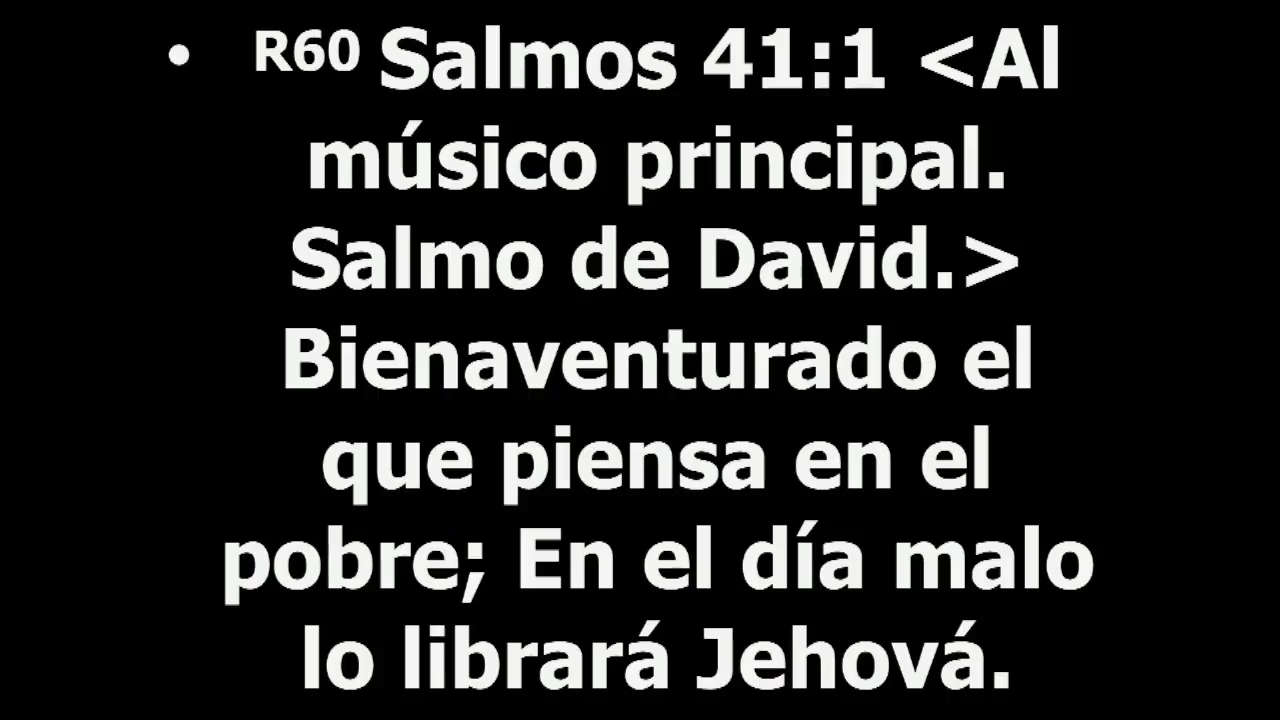 • R60 Salmos 41:1 <Al
músico principal.
Salmo de David.>
Bienaventurado el
que piensa en el
pobre; En el día malo
lo librará Jehová.